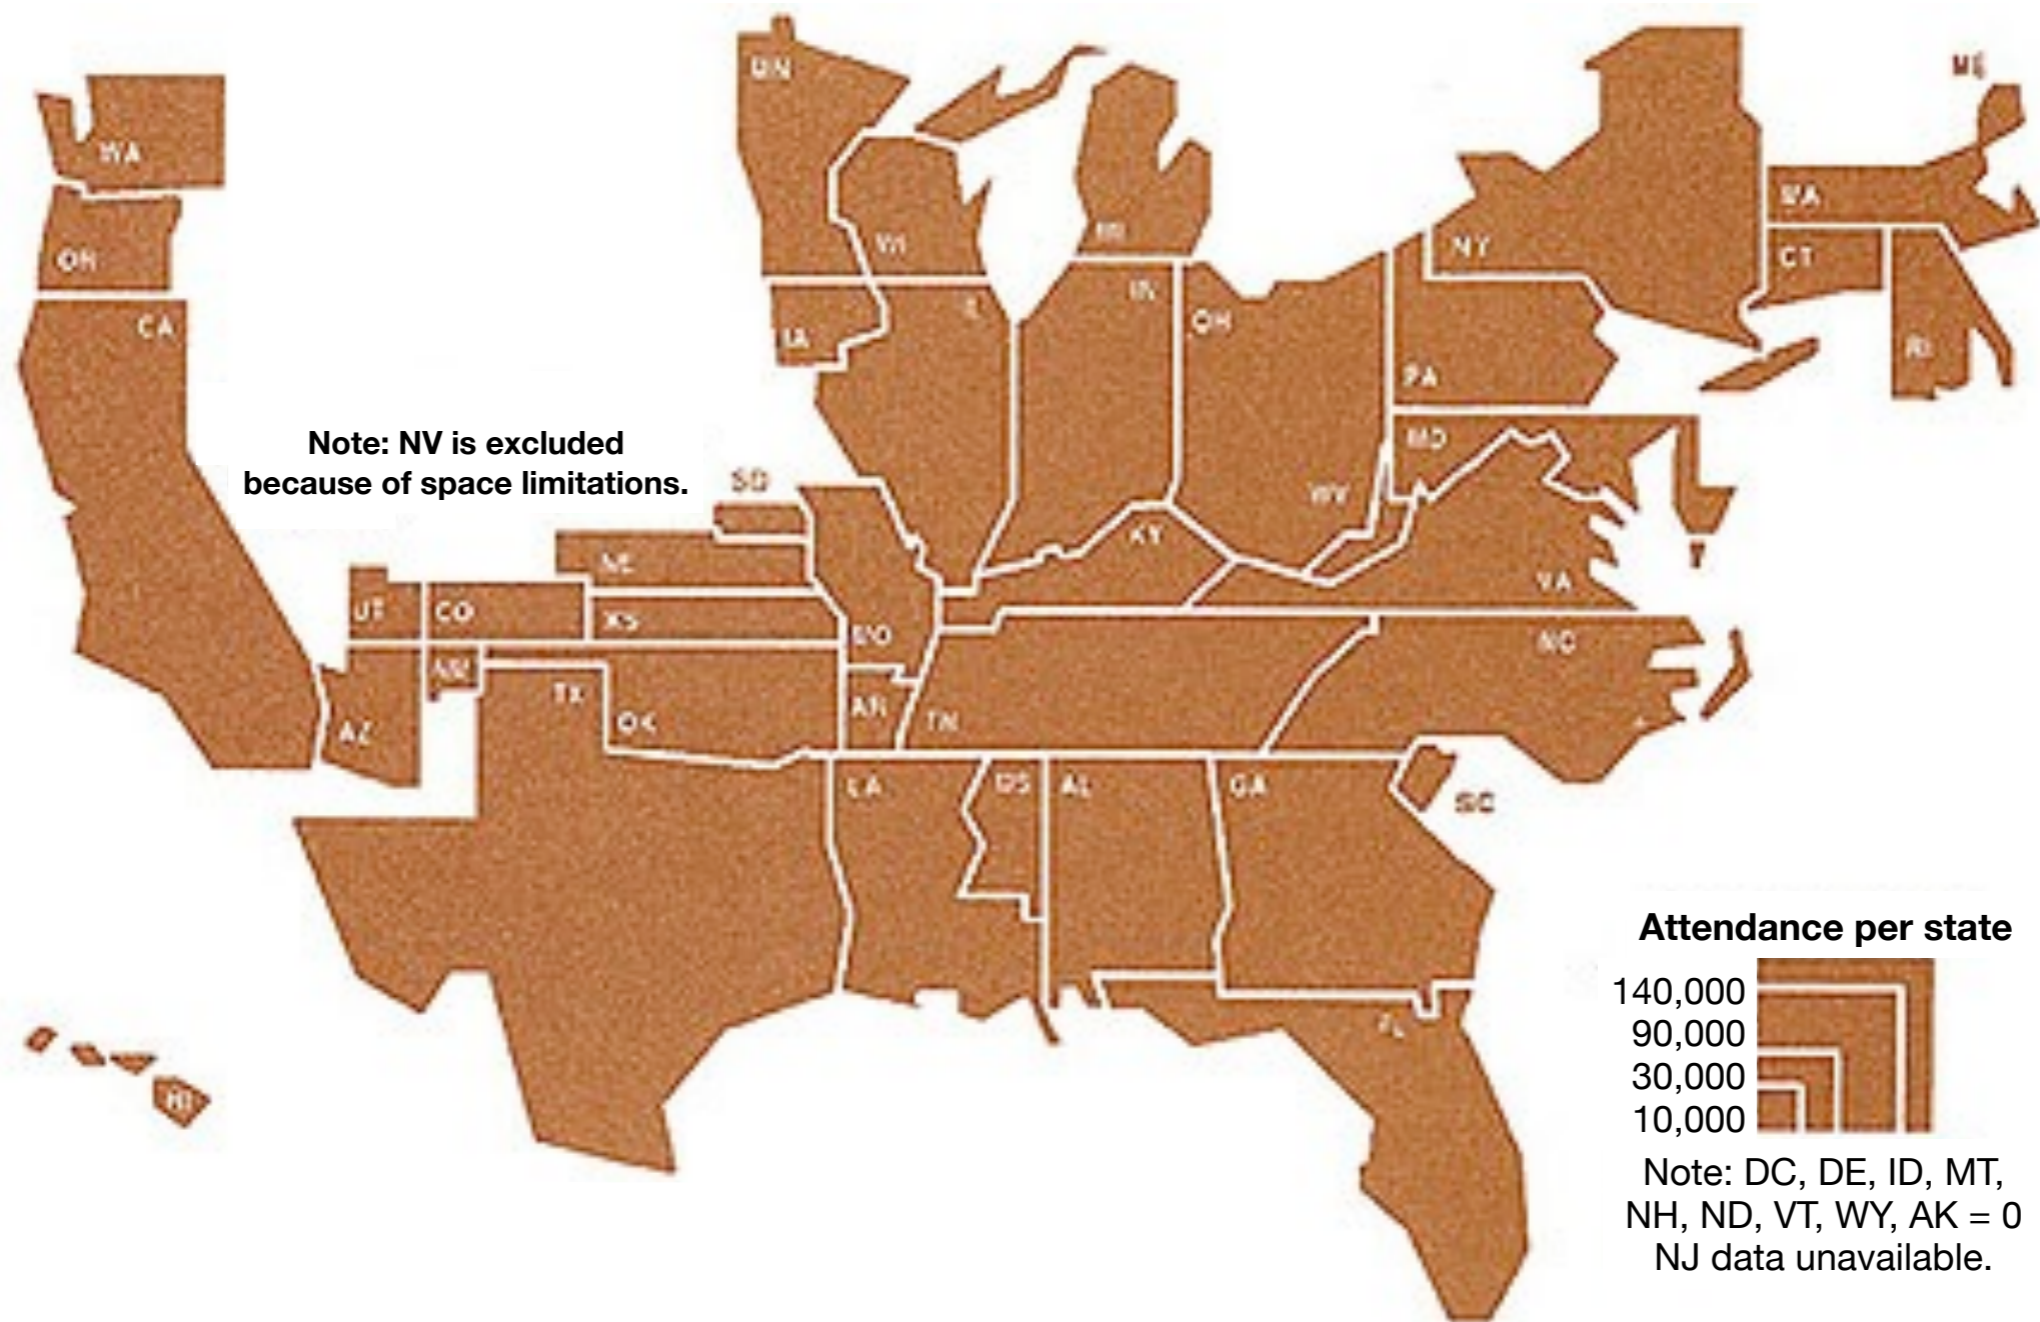 MN
ME
WA
MA
OR
WI
MI
NY
CT
IN
IL
CA
OH
IA
RI
PA
MD
Note: NV is excluded
because of space limitations.
SD
WV
KY
NE
VA
UT
CO
KS
MO
NC
NM
TX
AR
OK
TN
AZ
LA
MS
AL
GA
SC
FL
HI
Attendance per state
140,000
90,000
30,000
10,000
Note: DC, DE, ID, MT,
NH, ND, VT, WY, AK = 0
NJ data unavailable.